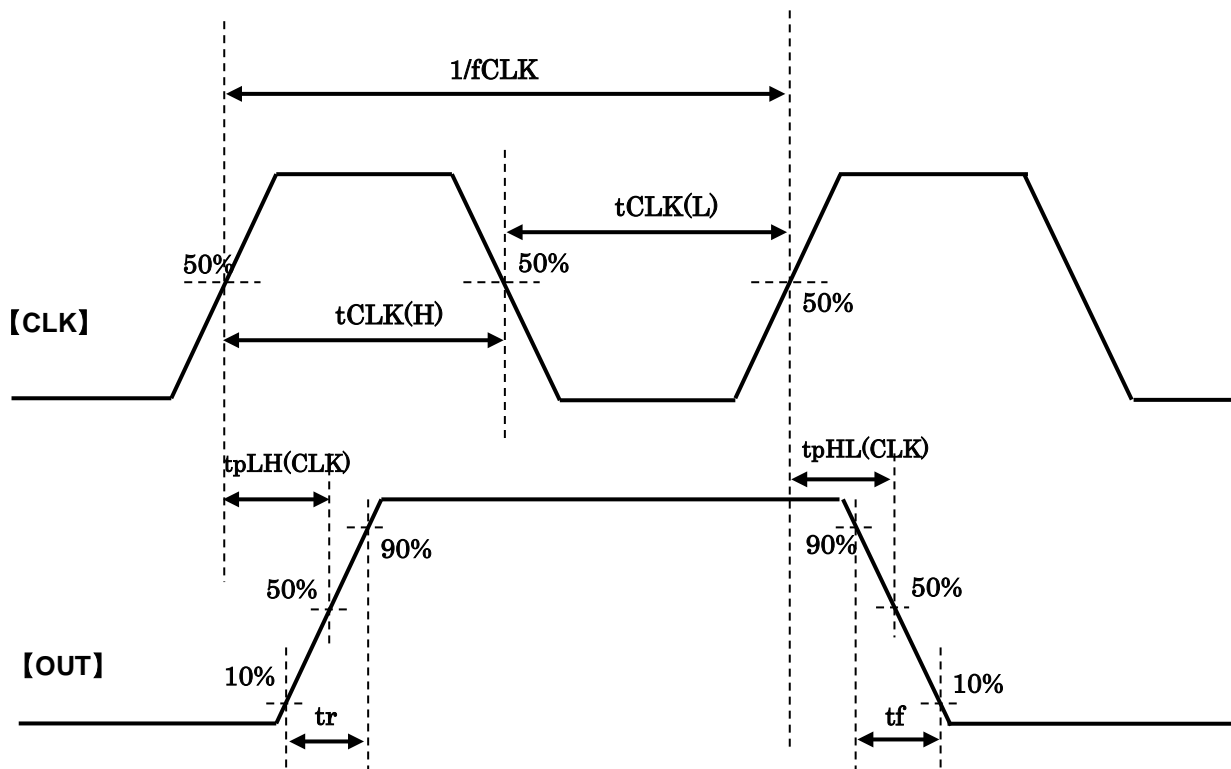 1/fCLK
tCLK(L)
50%
50%
50%
tCLK(H)
【CLK】
tpLH(CLK)
tpHL(CLK)
90%
90%
50%
50%
【OUT】
10%
10%
tr
tf